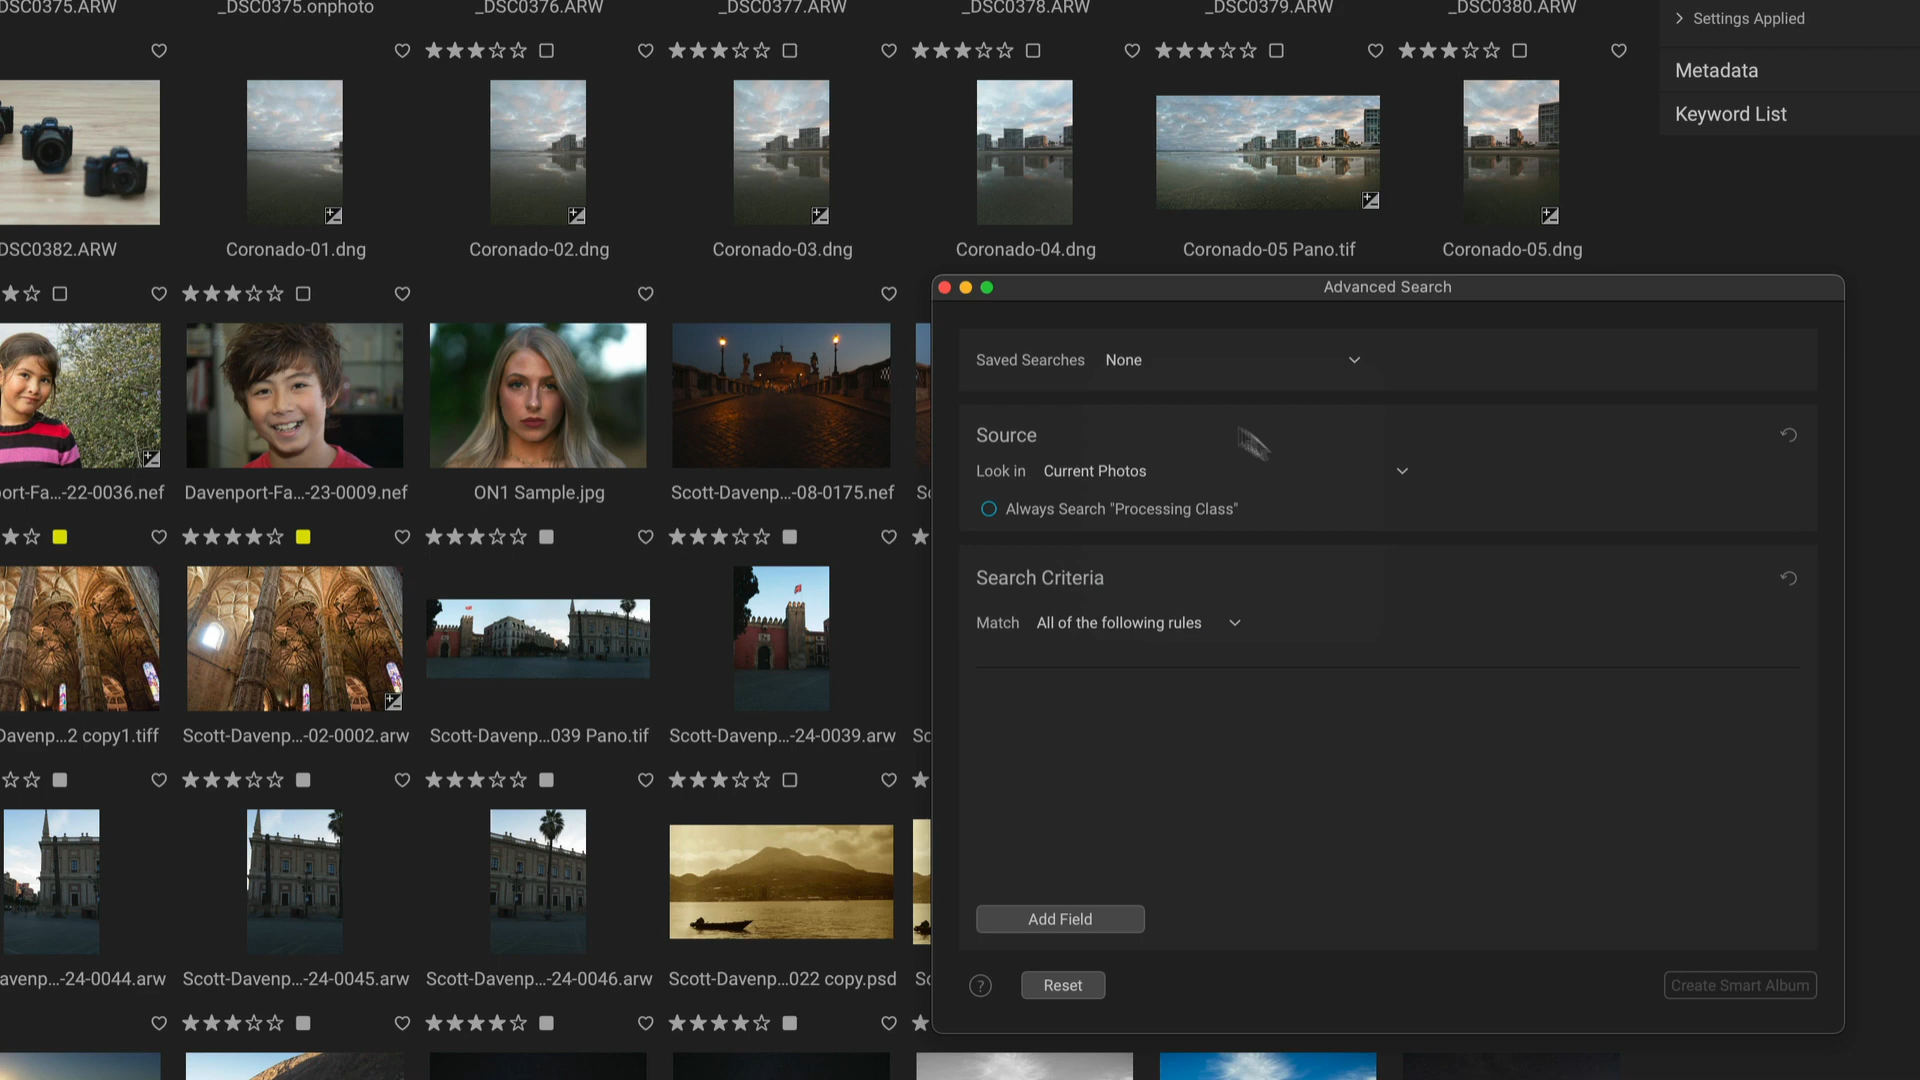 DSC0375.ARW
_DSC0375.onphoto
_DSC0376.ARW
_DSC0377.ARW
_DSC0378.ARW
_DSC0379.ARW
_DSC0380.ARW
Settings Applied
Metadata
Keyword List
DSC0382.ARW
Coronado-01.dng
Coronado-02.dng
Coronado-03.dng
Coronado-04.dng
Coronado-05 Pano.tif
Coronado-05.dng
Advanced Search
Saved Searches None
Source
Look in Current Photos
Always Search "Processing Class"
Search Criteria
Match All of the following rules
Add Field
? Reset Create Smart Album
ort-Fa...-22-0036.nef
Davenport-Fa...-23-0009.nef
ON1 Sample.jpg
Scott-Davenp...-08-0175.nef
Sc
Davenp...2 copy1.tiff
Scott-Davenp...-02-0002.arw
Scott-Davenp...039 Pano.tif
Scott-Davenp...-24-0039.arw
Sc
avenp...-24-0044.arw
Scott-Davenp...-24-0045.arw
Scott-Davenp...-24-0046.arw
Scott-Davenp...022 copy.psd
Sc